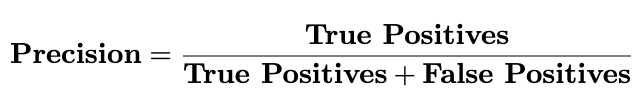 Precision = True Positives / True Positives + False Positives